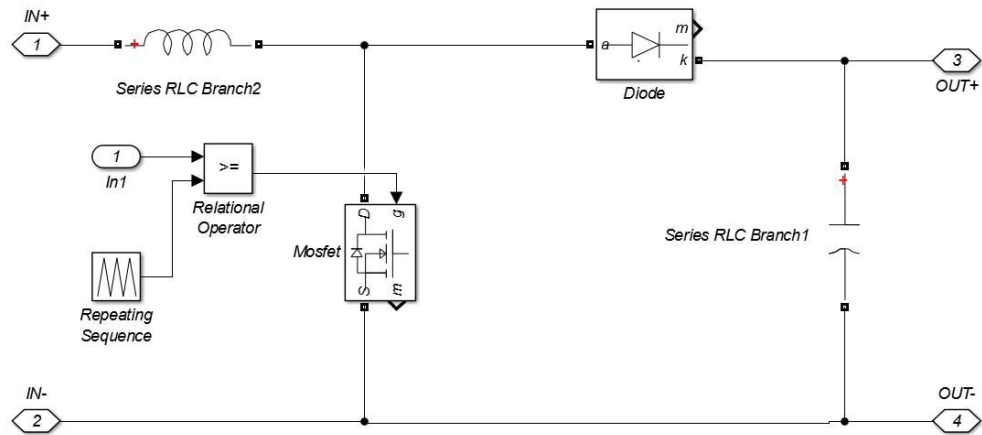 IN+
1
Series RLC Branch2
a
m
k
Diode
3
OUT+
1
In1
>=
Relational
Operator
D
g
Mosfet
S
m
Series RLC Branch1
Repeating
Sequence
IN-
2
OUT-
4